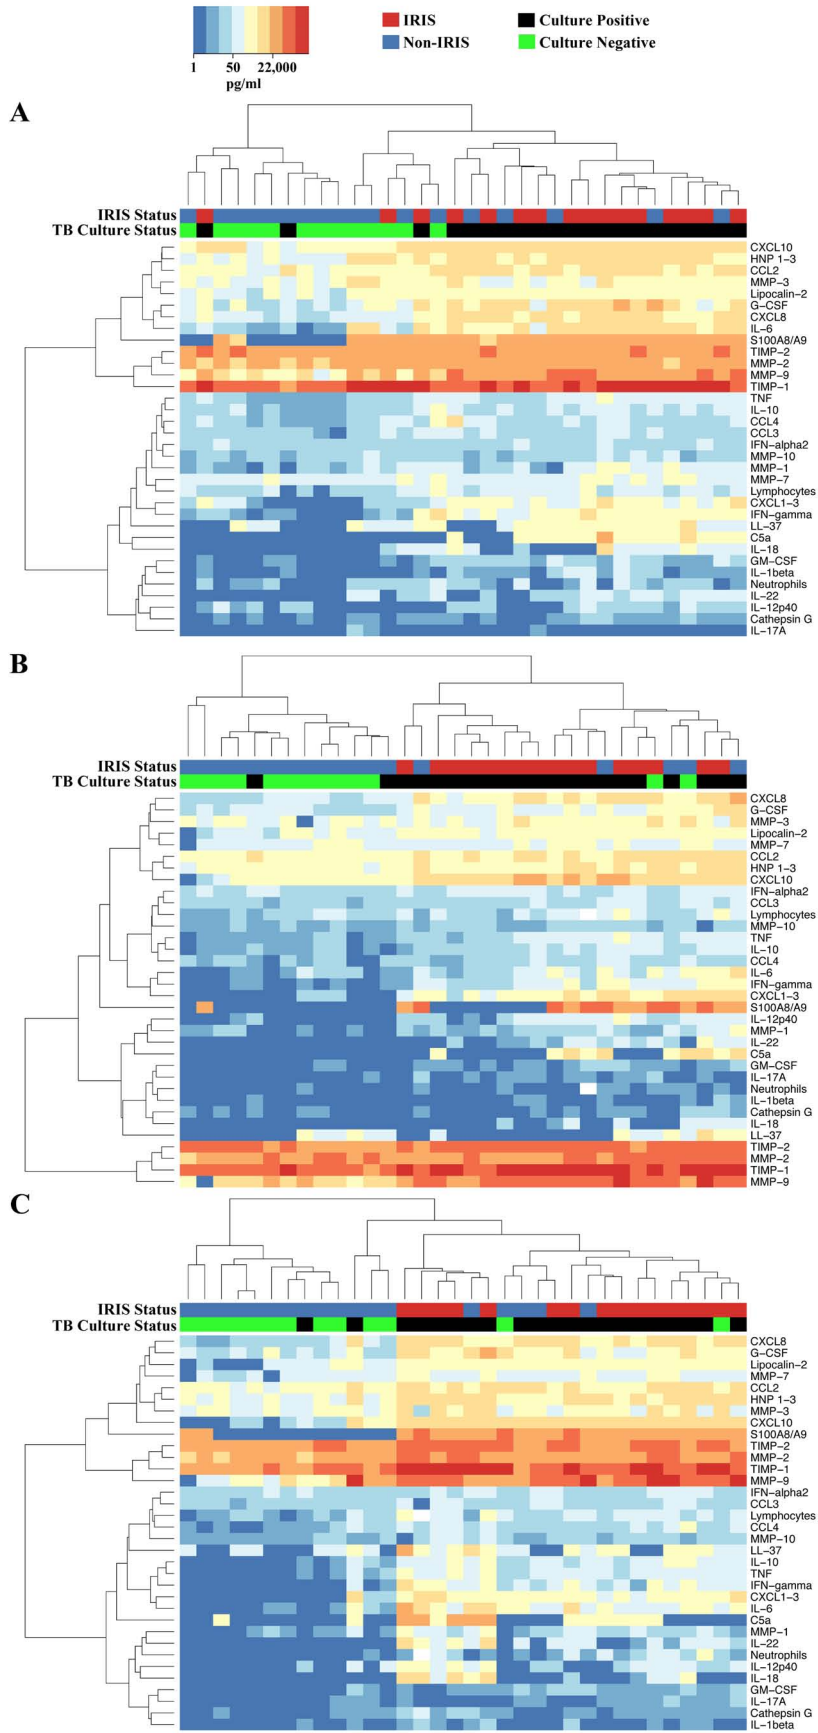 IRIS
Culture Positive
Non-IRIS
Culture Negative
1 50 22,000
pg/ml
A
IRIS Status
TB Culture Status
CXCL10
HNP 1−3
CCL2
MMP−3
Lipocalin−2
G−CSF
CXCL8
IL−6
S100A8/A9
TIMP−2
MMP−2
MMP−9
TIMP−1
TNF
IL−10
CCL4
CCL3
IFN−alpha2
MMP−10
MMP−1
MMP−7
Lymphocytes
CXCL1−3
IFN−gamma
LL−37
C5a
IL−18
GM−CSF
IL−1beta
Neutrophils
IL−22
IL−12p40
Cathepsin G
IL−17A
B
IRIS Status
TB Culture Status
CXCL8
G−CSF
MMP−3
Lipocalin−2
MMP−7
CCL2
HNP 1−3
CXCL10
IFN−alpha2
CCL3
Lymphocytes
MMP−10
TNF
IL−10
CCL4
IL−6
IFN−gamma
CXCL1−3
S100A8/A9
IL−12p40
MMP−1
IL−22
C5a
GM−CSF
IL−17A
Neutrophils
IL−1beta
Cathepsin G
IL−18
LL−37
TIMP−2
MMP−2
TIMP−1
MMP−9
C
IRIS Status
TB Culture Status
CXCL8
G−CSF
Lipocalin−2
MMP−7
CCL2
HNP 1−3
MMP−3
CXCL10
S100A8/A9
TIMP−2
MMP−2
TIMP−1
MMP−9
IFN−alpha2
CCL3
Lymphocytes
CCL4
MMP−10
LL−37
IL−10
TNF
IFN−gamma
CXCL1−3
IL−6
C5a
MMP−1
IL−22
Neutrophils
IL−12p40
IL−18
GM−CSF
IL−17A
Cathepsin G
IL−1beta